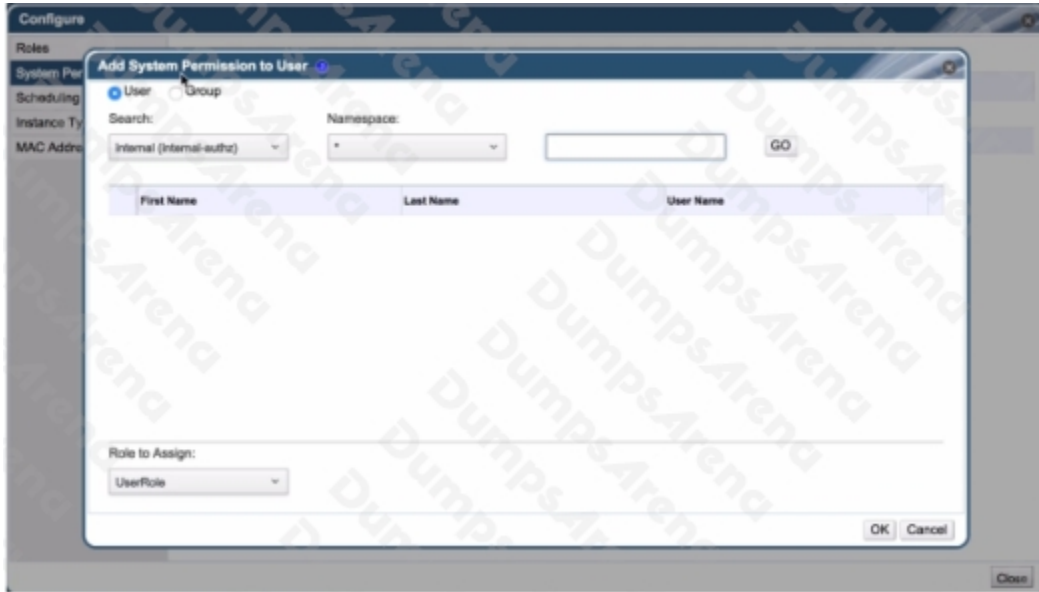 Configure
Roles
System Per
Add System Permission to User
Scheduling
User Group
Instance Ty
Search: Namespace:
MAC Addre
Internal (internal-authz) * GO
First Name Last Name User Name
Role to Assign:
UserRole
OK Cancel
Close
DumpsArena